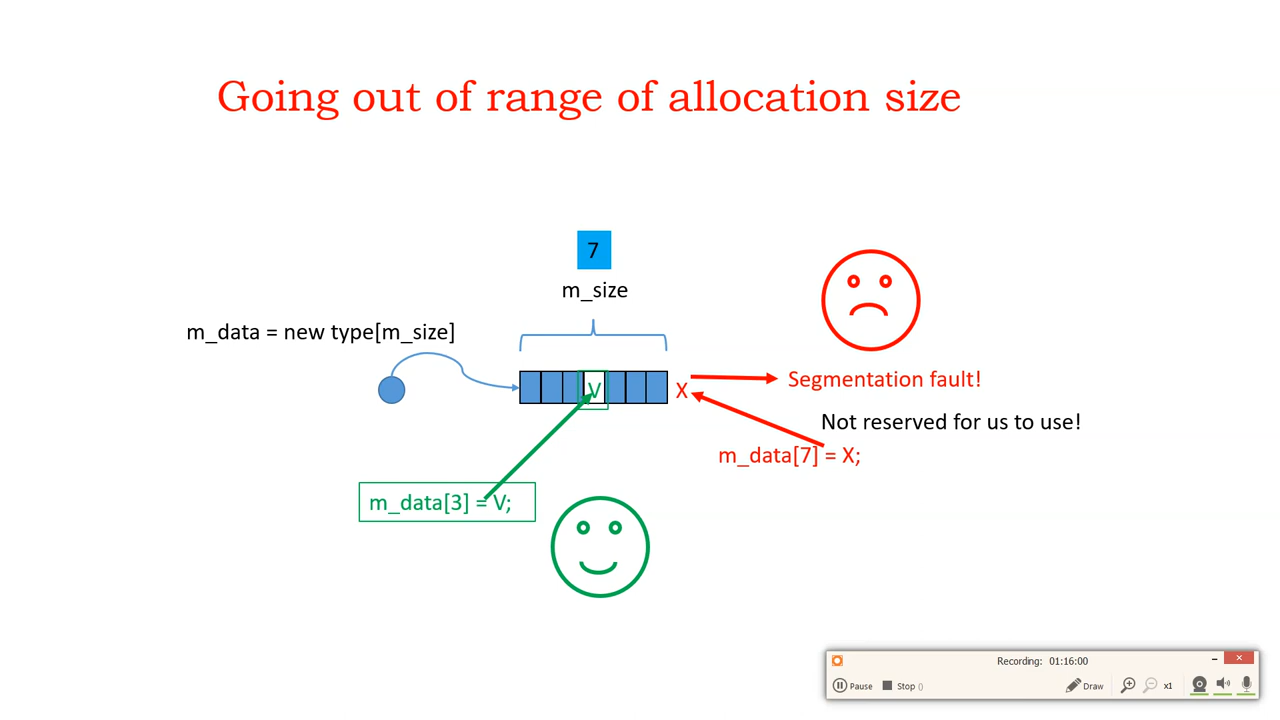 Going out of range of allocation size
7
m_size
m_data = new type[m_size]
V
X
Segmentation fault!
Not reserved for us to use!
m_data[7] = X;
m_data[3] = V;
Recording: 01:16:00
Pause
Stop ()
Draw
x1